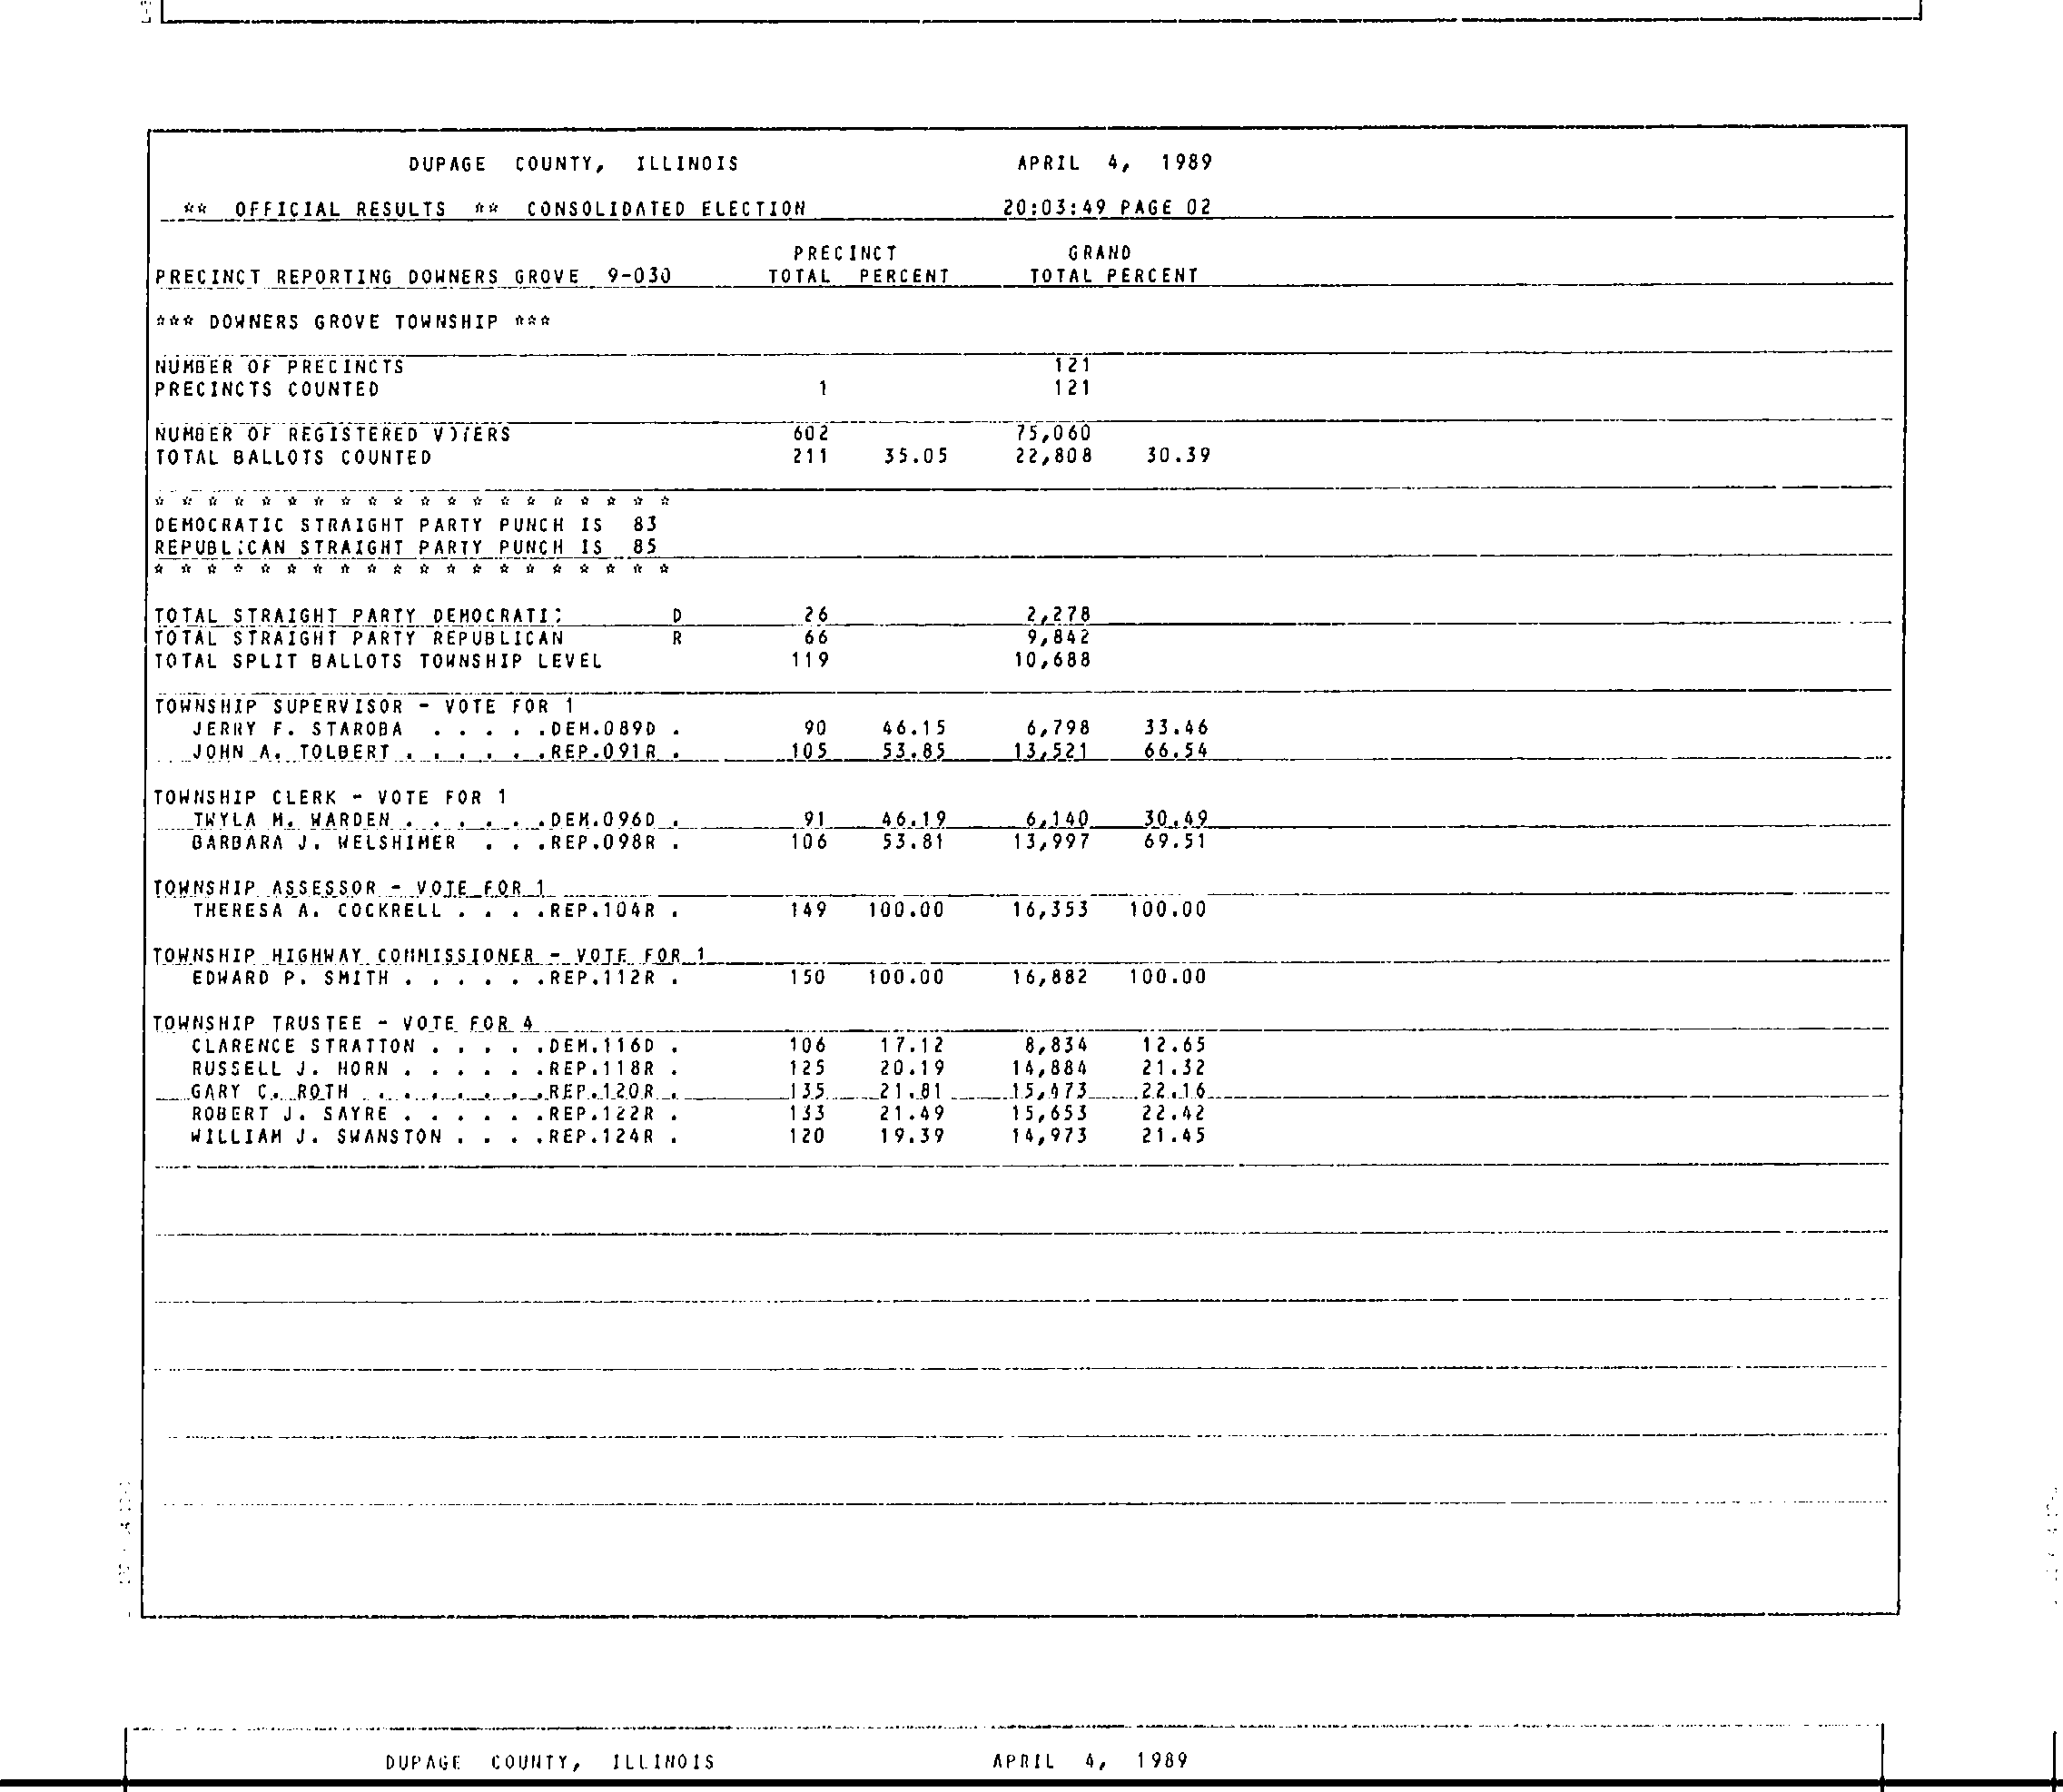 DUPAGE COUNTY, ILLINOIS APRIL 4, 1989
** OFFICIAL RESULTS ** CONSOLIDATED ELECTION 20:03:49 PAGE 02
PRECINCT GRAND
PRECINCT REPORTING DOWNERS GROVE 9-030 TOTAL PERCENT TOTAL PERCENT
*** DOWNERS GROVE TOWNSHIP ***
NUMBER OF PRECINCTS 121
PRECINCTS COUNTED 1 121
NUMBER OF REGISTERED VOTERS 602 75,060
TOTAL BALLOTS COUNTED 211 35.05 22,808 30.39
* * * * * * * * * * * * * * * * * * * *
DEMOCRATIC STRAIGHT PARTY PUNCH IS 83
REPUBLICAN STRAIGHT PARTY PUNCH IS 85
* * * * * * * * * * * * * * * * * * * *
TOTAL STRAIGHT PARTY DEMOCRATIC D 26 2,278
TOTAL STRAIGHT PARTY REPUBLICAN R 66 9,842
TOTAL SPLIT BALLOTS TOWNSHIP LEVEL 119 10,688
TOWNSHIP SUPERVISOR - VOTE FOR 1
JERRY F. STAROBA . . . . .DEM.089D . 90 46.15 6,798 33.46
JOHN A. TOLBERT . . . . . .REP.091R . 105 53.85 13,521 66.54
TOWNSHIP CLERK - VOTE FOR 1
TWYLA M. WARDEN . . . . . .DEM.096D . 91 46.19 6,140 30.49
BARBARA J. WELSHIMER . . .REP.098R . 106 53.81 13,997 69.51
TOWNSHIP ASSESSOR - VOTE FOR 1
THERESA A. COCKRELL . . . .REP.104R . 149 100.00 16,353 100.00
TOWNSHIP HIGHWAY COMMISSIONER - VOTE FOR 1
EDWARD P. SMITH . . . . . .REP.112R . 150 100.00 16,882 100.00
TOWNSHIP TRUSTEE - VOTE FOR 4
CLARENCE STRATTON . . . . .DEM.116D . 106 17.12 8,834 12.65
RUSSELL J. HORN . . . . . .REP.118R . 125 20.19 14,884 21.32
GARY C. ROTH . . . . . . .REP.120R . 135 21.81 15,473 22.16
ROBERT J. SAYRE . . . . . .REP.122R . 133 21.49 15,653 22.42
WILLIAM J. SWANSTON . . . .REP.124R . 120 19.39 14,973 21.45
DUPAGE COUNTY, ILLINOIS APRIL 4, 1989